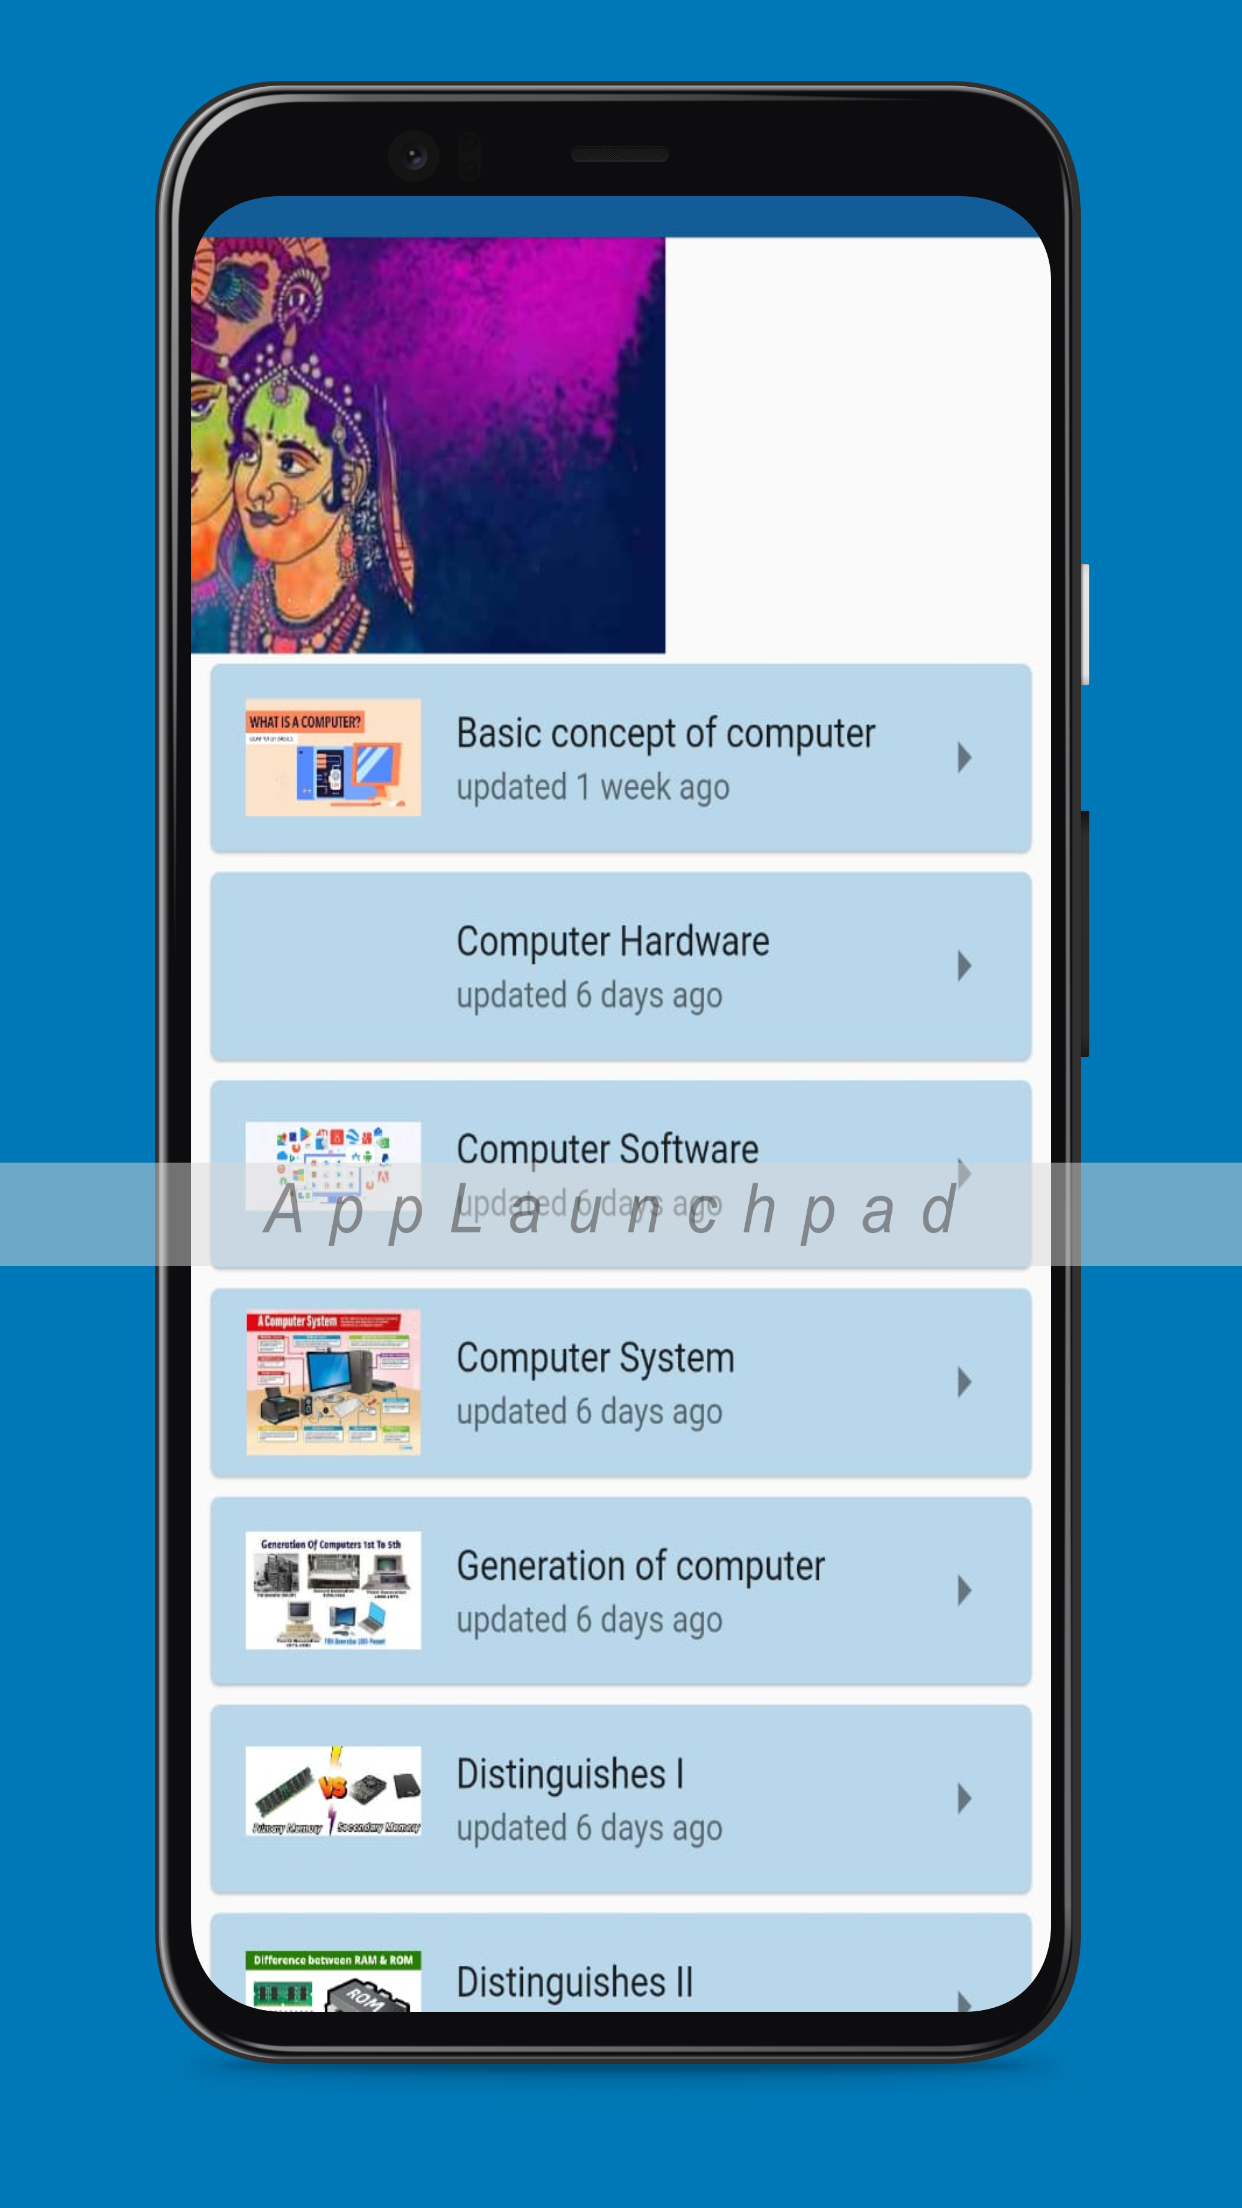 WHAT IS A COMPUTER?
Basic concept of computer
updated 1 week ago
Computer Hardware
updated 6 days ago
Computer Software
updated 6 days ago
AppLaunchpad
A Computer System
Computer System
updated 6 days ago
Generation Of Computers 1st To 5th
Generation of computer
updated 6 days ago
Distinguishes I
VS
updated 6 days ago
Primary Memory
Secondary Memory
Difference between RAM & ROM
Distinguishes II
ROM